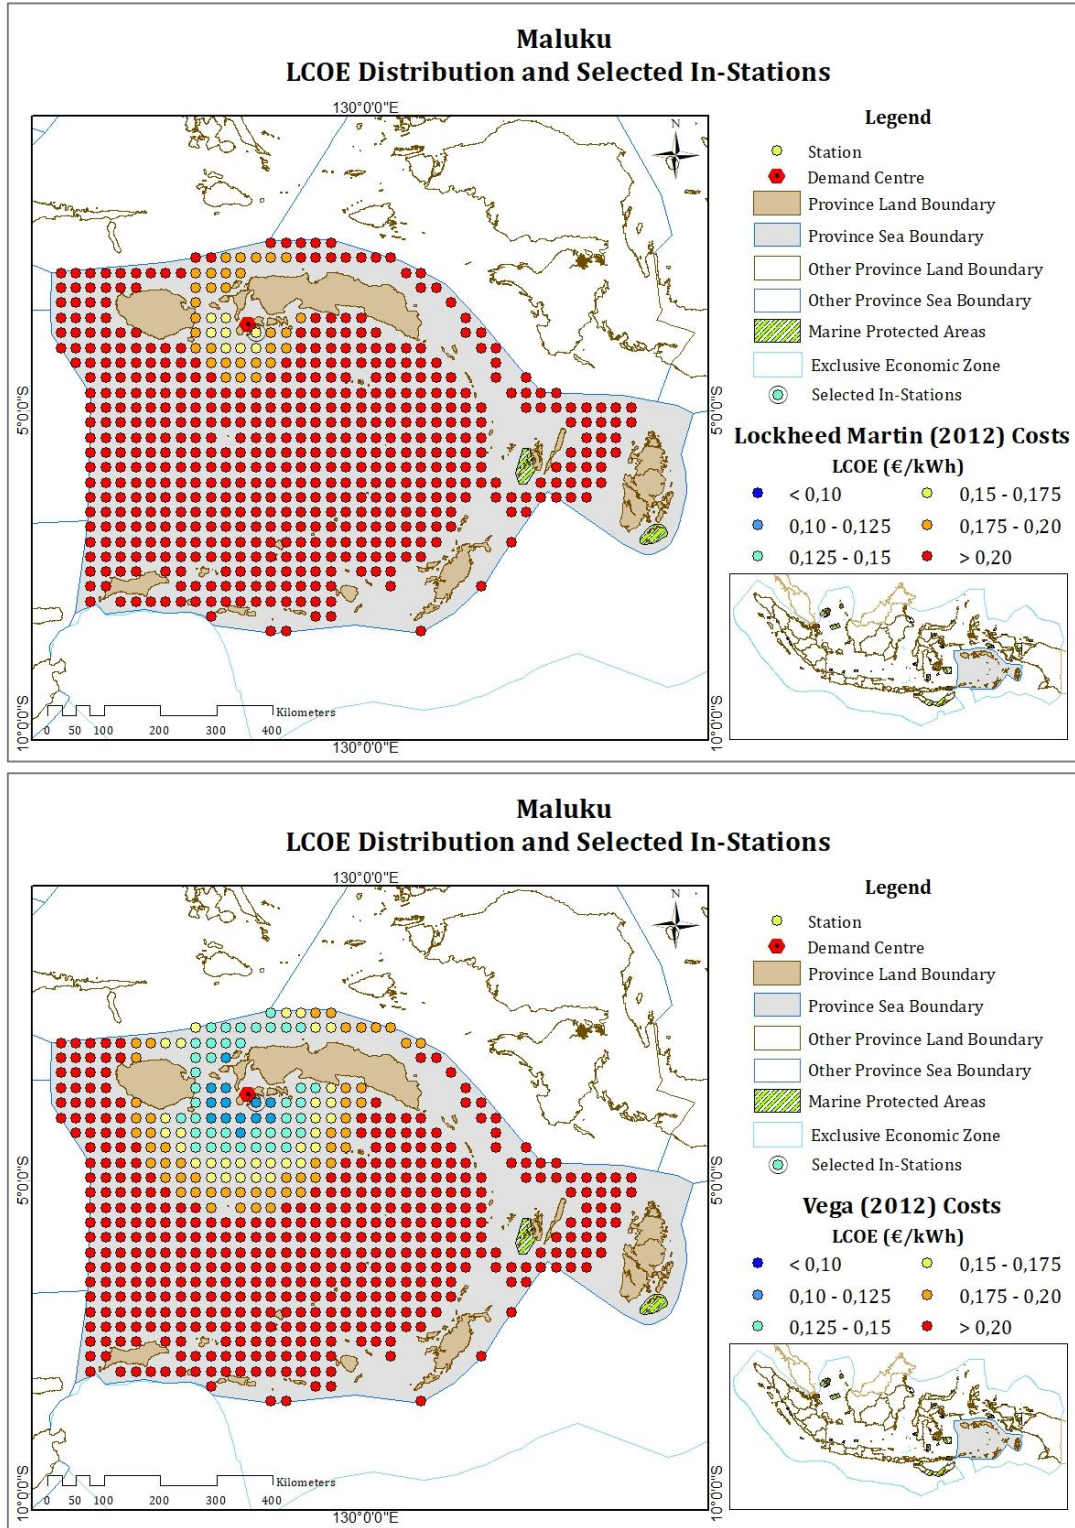 Maluku
LCOE Distribution and Selected In-Stations
130°0'0"E
N
5°0'0"S
5°0'0"S
10°0'0"S
10°0'0"S
Kilometers
0 50 100 200 300 400
130°0'0"E
Legend
Station
Demand Centre
Province Land Boundary
Province Sea Boundary
Other Province Land Boundary
Other Province Sea Boundary
Marine Protected Areas
Exclusive Economic Zone
Selected In-Stations
Lockheed Martin (2012) Costs
LCOE (€/kWh)
< 0,10 0,15 - 0,175
0,10 - 0,125 0,175 - 0,20
0,125 - 0,15 > 0,20
Maluku
LCOE Distribution and Selected In-Stations
130°0'0"E
N
5°0'0"S
5°0'0"S
10°0'0"S
10°0'0"S
Kilometers
0 50 100 200 300 400
130°0'0"E
Legend
Station
Demand Centre
Province Land Boundary
Province Sea Boundary
Other Province Land Boundary
Other Province Sea Boundary
Marine Protected Areas
Exclusive Economic Zone
Selected In-Stations
Vega (2012) Costs
LCOE (€/kWh)
< 0,10 0,15 - 0,175
0,10 - 0,125 0,175 - 0,20
0,125 - 0,15 > 0,20